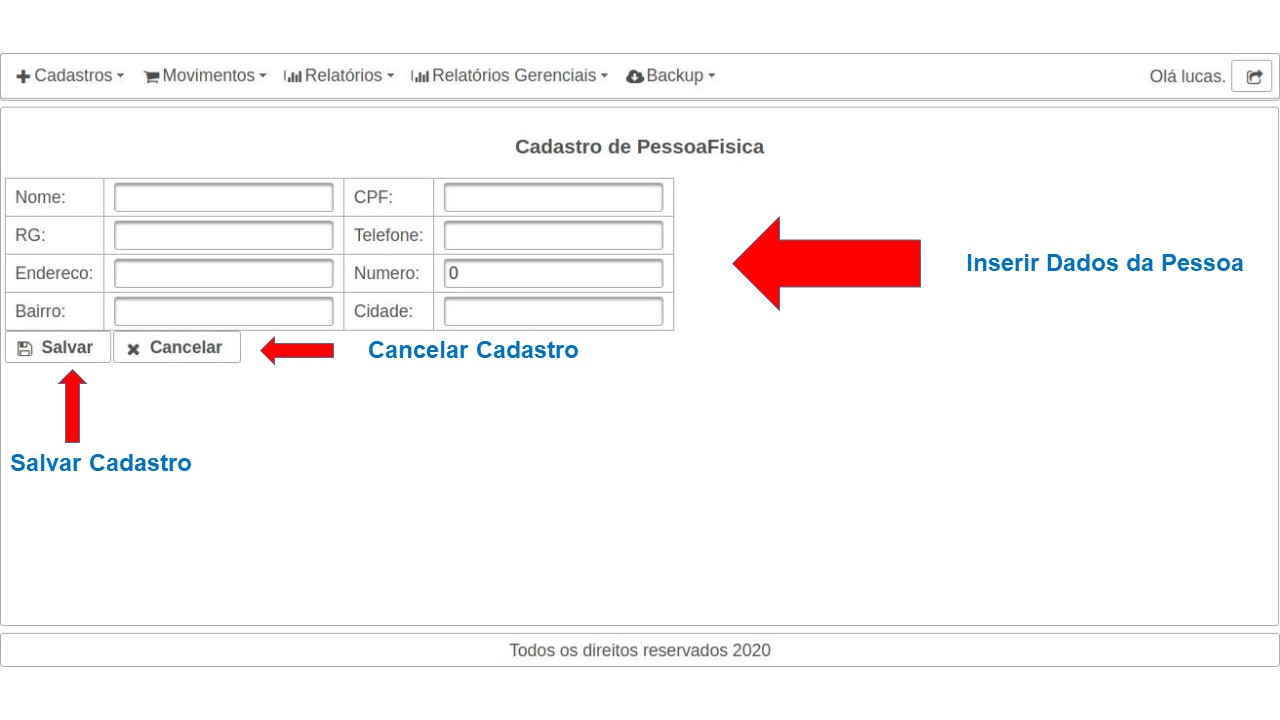 Cadastros Movimentos Relatórios Relatórios Gerenciais Backup Olá lucas.
Cadastro de PessoaFisica
Nome: CPF:
RG: Telefone:
Endereco: Numero: 0
Bairro: Cidade:
Inserir Dados da Pessoa
Salvar Cancelar
Cancelar Cadastro
Salvar Cadastro
Todos os direitos reservados 2020